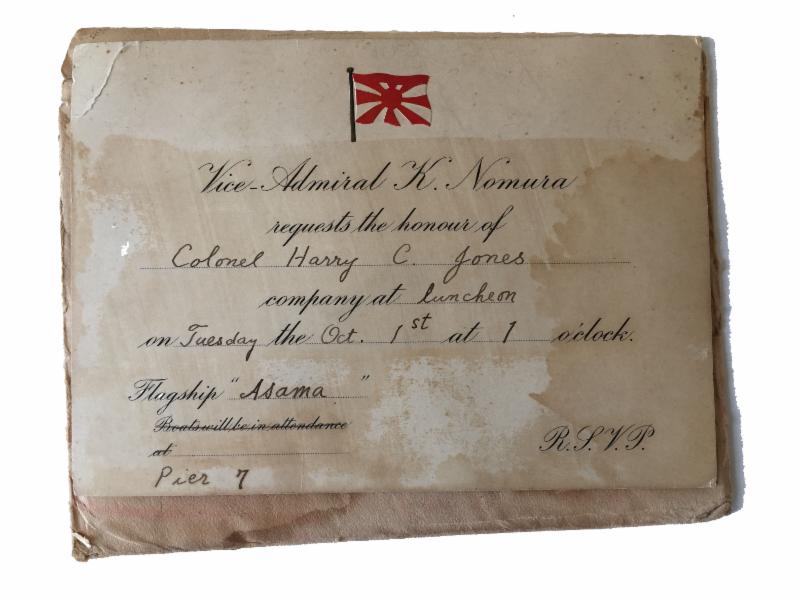 Vice-Admiral K. Nomura
requests the honour of
Colonel Harry C. Jones
company at luncheon
on Tuesday the Oct. 1st at 1 o'clock.
Flagship "Asama"
Boats will be in attendance
at
Pier 7
R.S.V.P.